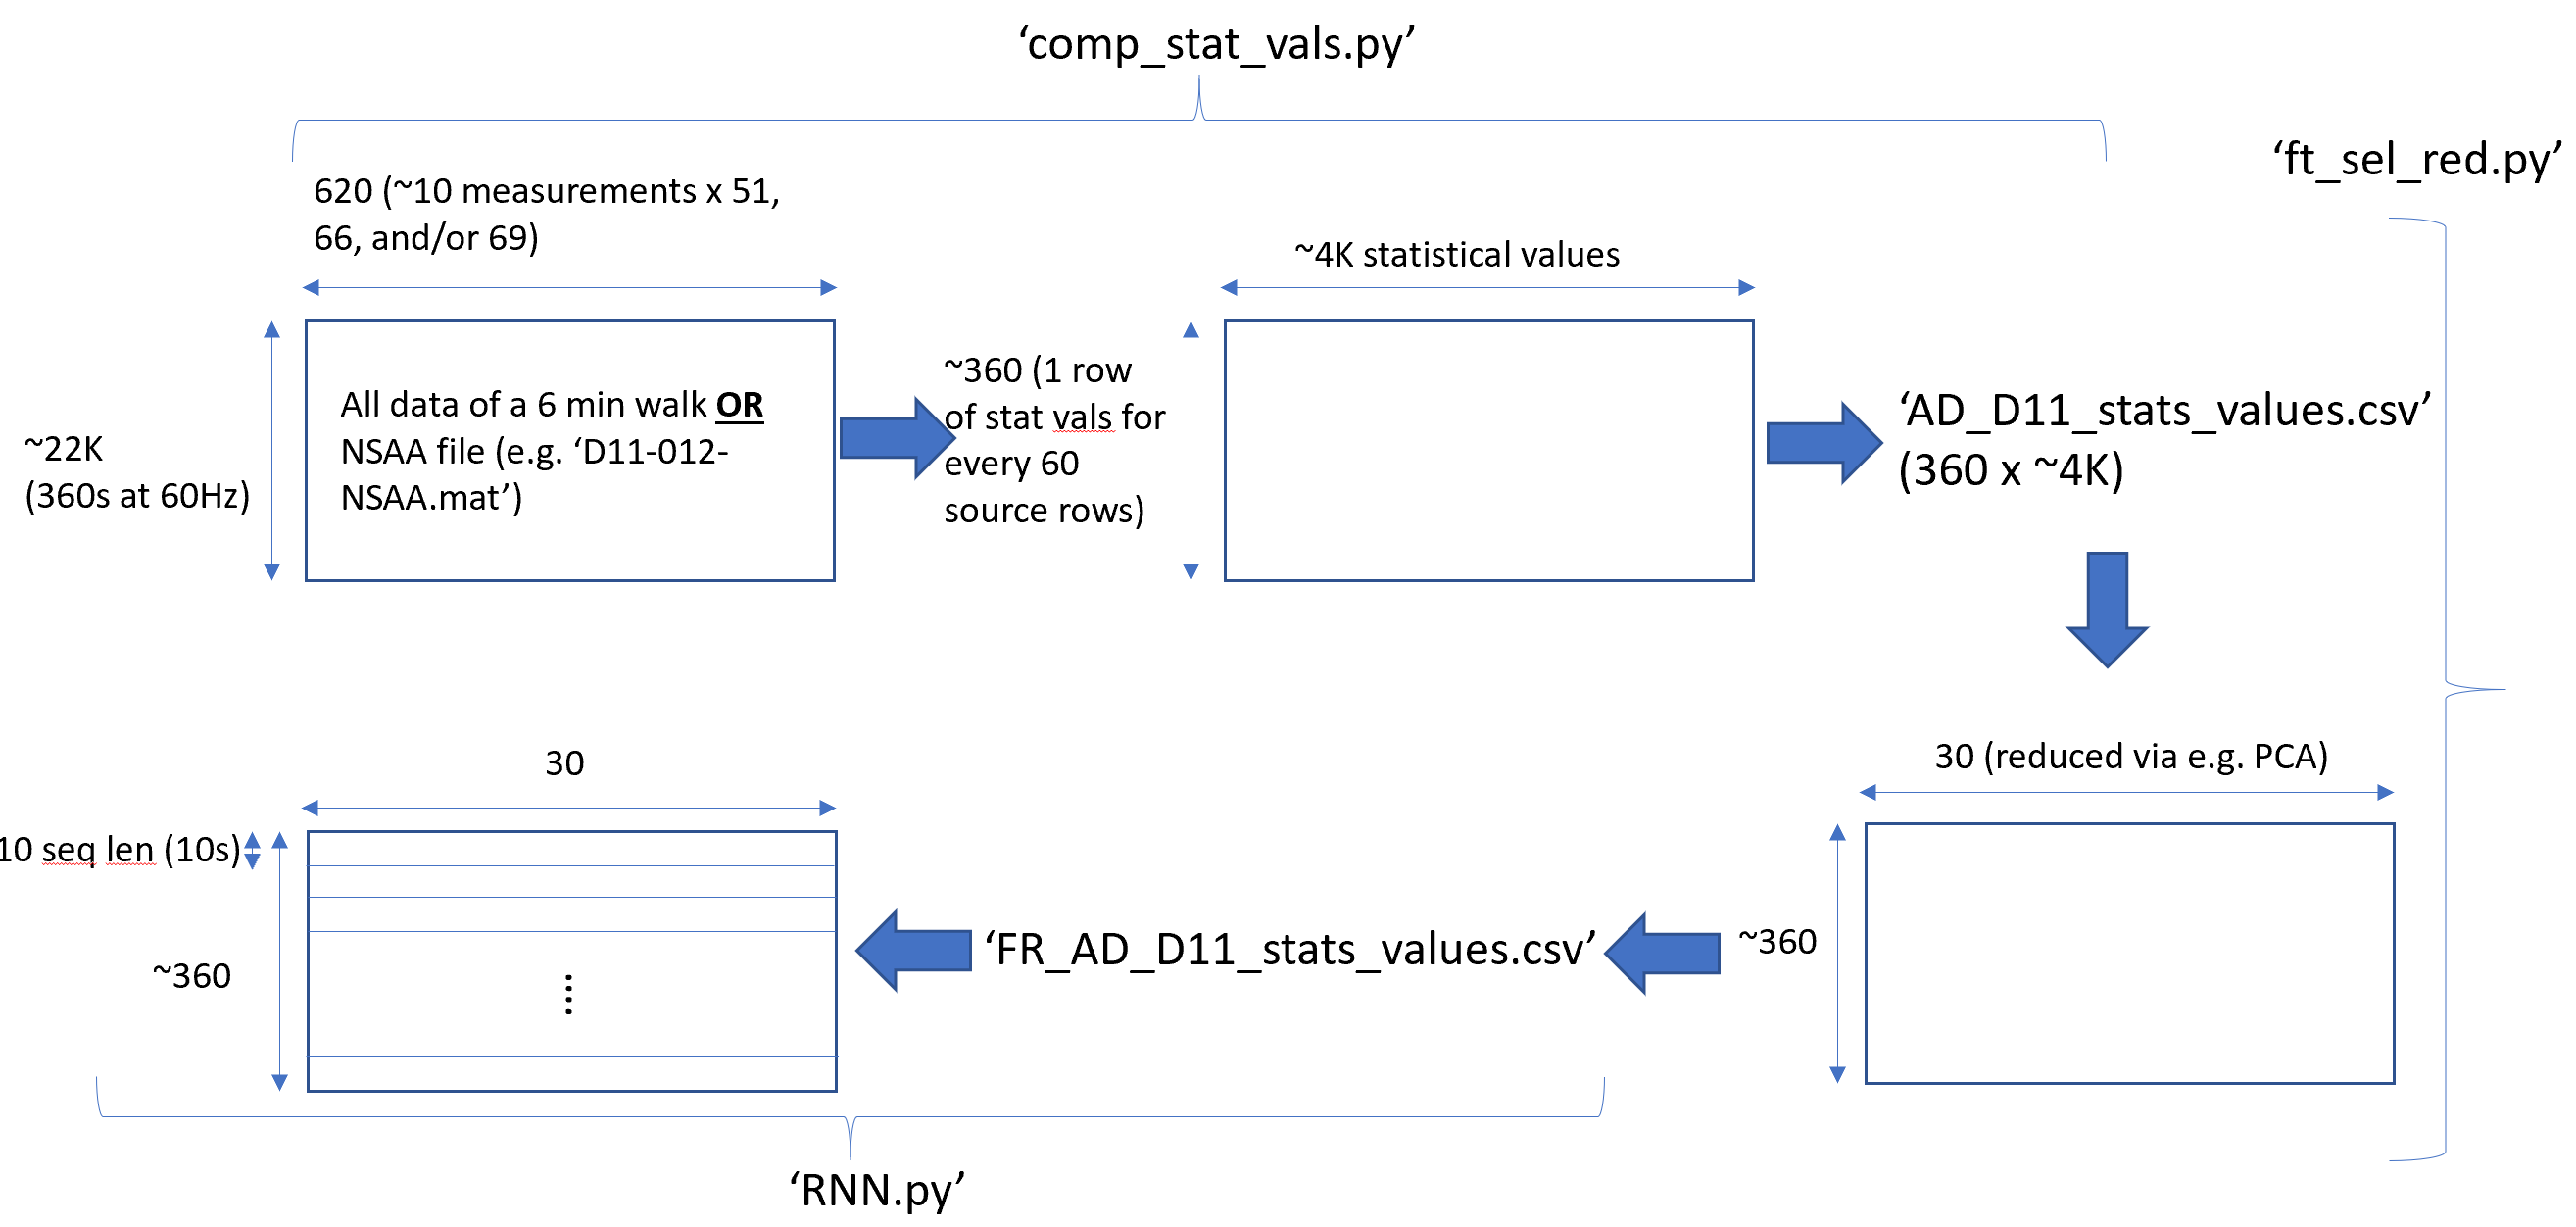 ‘comp_stat_vals.py’
‘ft_sel_red.py’
620 (~10 measurements x 51,
66, and/or 69)
~4K statistical values
~22K
(360s at 60Hz)
All data of a 6 min walk OR
NSAA file (e.g. ‘D11-012-
NSAA.mat’)
~360 (1 row
of stat vals for
every 60
source rows)
‘AD_D11_stats_values.csv’
(360 x ~4K)
30
30 (reduced via e.g. PCA)
10 seq len (10s)
~360
‘FR_AD_D11_stats_values.csv’
~360
‘RNN.py’